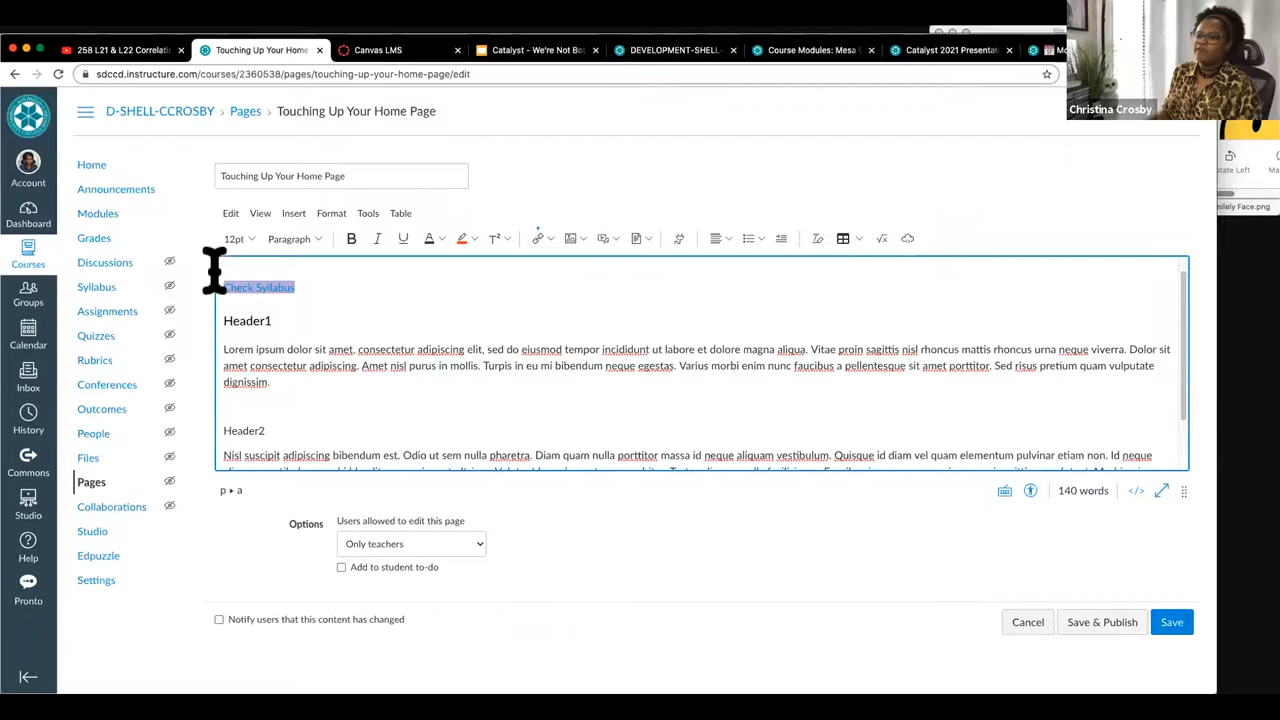 258 L21 & L22 Correlati
Touching Up Your Home
Canvas LMS
Catalyst - We're Not Bot
DEVELOPMENT-SHELL-
Course Modules: Mesa C
Catalyst 2021 Presentati
Mo
sdccd.instructure.com/courses/2360538/pages/touching-up-your-home-page/edit
Christina Crosby
D-SHELL-CCROSBY > Pages > Touching Up Your Home Page
Account
Dashboard
Courses
Groups
Calendar
Inbox
History
Commons
Studio
Help
Pronto
Home
Announcements
Modules
Grades
Discussions
Syllabus
Assignments
Quizzes
Rubrics
Conferences
Outcomes
People
Files
Pages
Collaborations
Studio
Edpuzzle
Settings
Touching Up Your Home Page
Edit View Insert Format Tools Table
12pt Paragraph B I U A T²
Check Syilabus
Header1
Lorem ipsum dolor sit amet, consectetur adipiscing elit, sed do eiusmod tempor incididunt ut labore et dolore magna aliqua. Vitae proin sagittis nisl rhoncus mattis rhoncus urna neque viverra. Dolor sit
amet consectetur adipiscing. Amet nisl purus in mollis. Turpis in eu mi bibendum neque egestas. Varius morbi enim nunc faucibus a pellentesque sit amet porttitor. Sed risus pretium quam vulputate
dignissim.
Header2
Nisl suscipit adipiscing bibendum est. Odio ut sem nulla pharetra. Diam quam nulla porttitor massa id neque aliquam vestibulum. Quisque id diam vel quam elementum pulvinar etiam non. Id neque
p ▸ a
140 words
</>
Options
Users allowed to edit this page
Only teachers
Add to student to-do
Notify users that this content has changed
Cancel
Save & Publish
Save
otate Left
Ma
milely Face.png